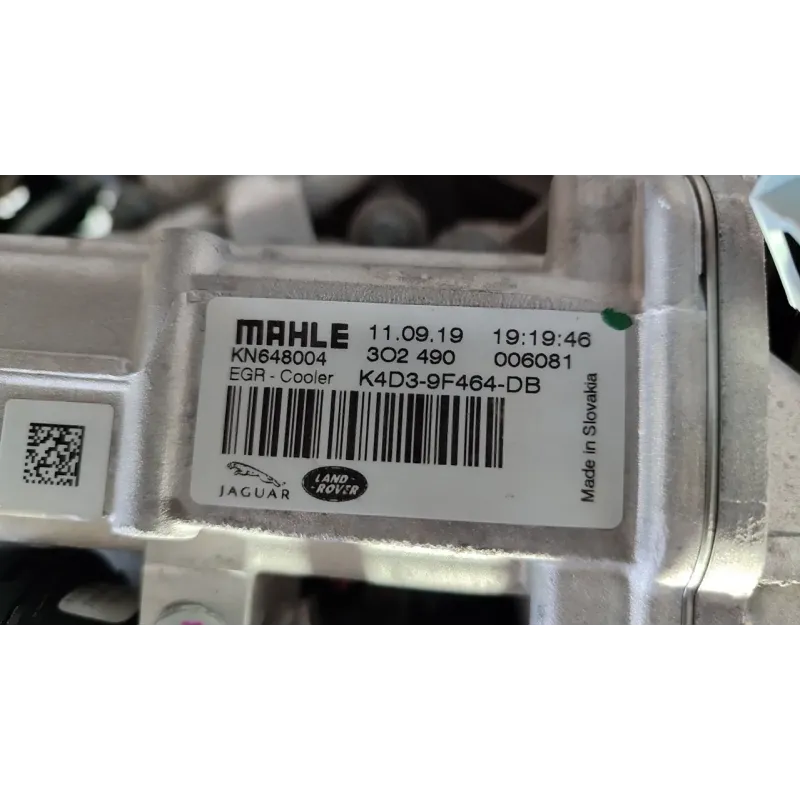 MAHLE 11.09.19 19:19:46
KN648004 3O2 490 006081
EGR - Cooler K4D3-9F464-DB
JAGUAR LAND
ROVER
Made in Slovakia